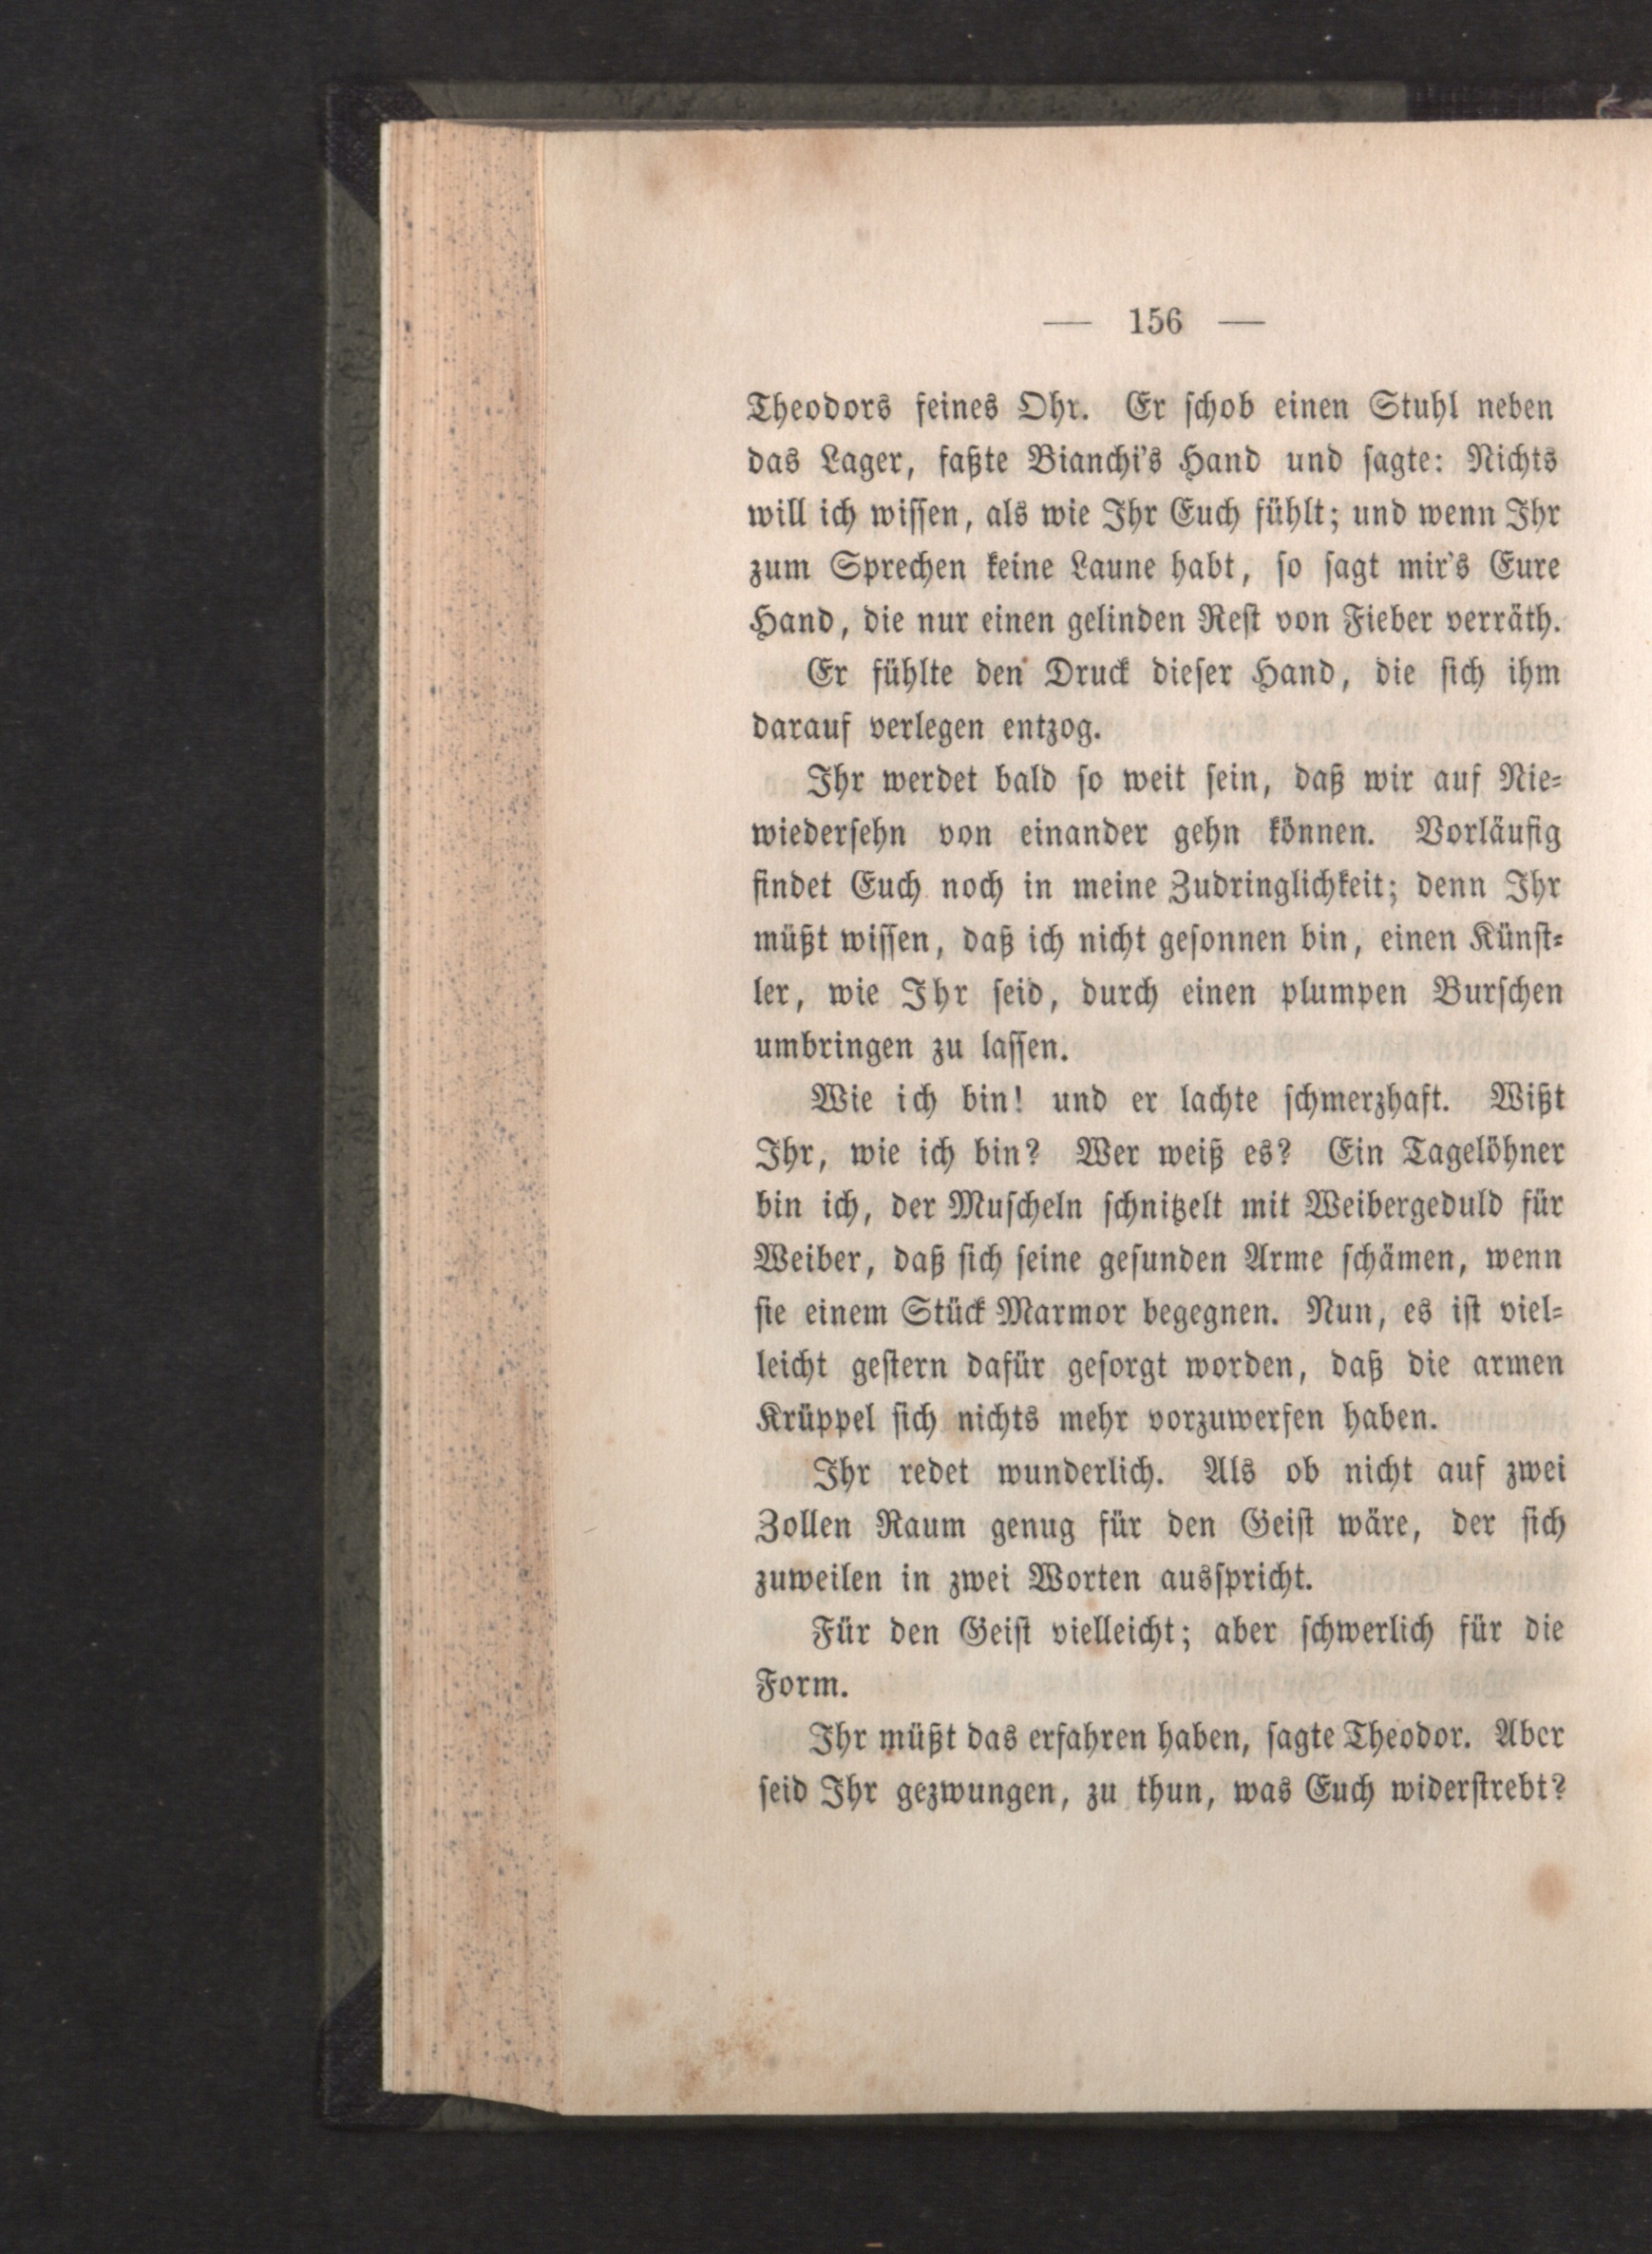 — 156 —
Theodors feines Ohr. Er ſchob einen Stuhl neben
das Lager, faßte Bianchi's Hand und ſagte: Nichts
will ich wiſſen, als wie Ihr Euch fühlt; und wenn Ihr
zum Sprechen keine Laune habt, ſo ſagt mir's Eure
Hand, die nur einen gelinden Reſt von Fieber verräth.
Er fühlte den Druck dieſer Hand, die ſich ihm
darauf verlegen entzog.
Ihr werdet bald ſo weit ſein, daß wir auf Nie-
wiederſehn von einander gehn können. Vorläufig
findet Euch noch in meine Zudringlichkeit; denn Ihr
müßt wiſſen, daß ich nicht geſonnen bin, einen Künſt-
ler, wie Ihr ſeid, durch einen plumpen Burſchen
umbringen zu laſſen.
Wie ich bin! und er lachte ſchmerzhaft. Wißt
Ihr, wie ich bin? Wer weiß es? Ein Tagelöhner
bin ich, der Muſcheln ſchnitzelt mit Weibergeduld für
Weiber, daß ſich ſeine geſunden Arme ſchämen, wenn
ſie einem Stück Marmor begegnen. Nun, es iſt viel-
leicht geſtern dafür geſorgt worden, daß die armen
Krüppel ſich nichts mehr vorzuwerfen haben.
Ihr redet wunderlich. Als ob nicht auf zwei
Zollen Raum genug für den Geiſt wäre, der ſich
zuweilen in zwei Worten ausſpricht.
Für den Geiſt vielleicht; aber ſchwerlich für die
Form.
Ihr müßt das erfahren haben, ſagte Theodor. Aber
ſeid Ihr gezwungen, zu thun, was Euch widerſtrebt?